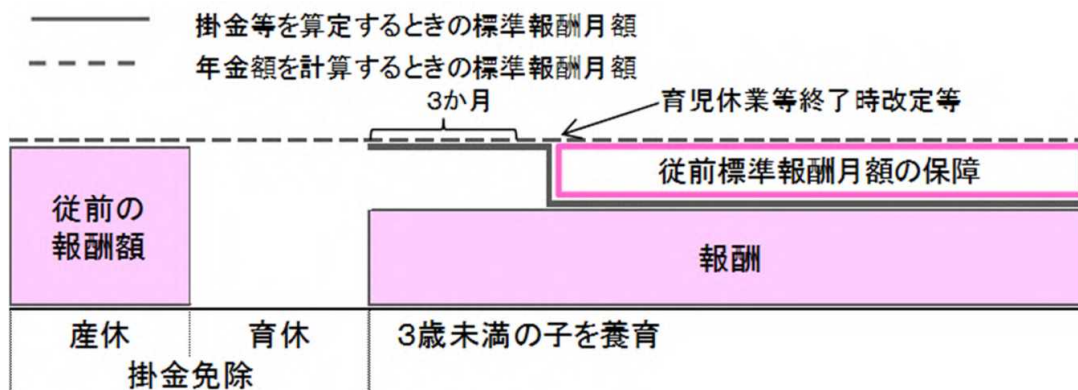 掛金等を算定するときの標準報酬月額
年金額を計算するときの標準報酬月額
3か月
育児休業等終了時改定等
従前標準報酬月額の保障
従前の
報酬額
報酬
産休
育休
3歳未満の子を養育
掛金免除